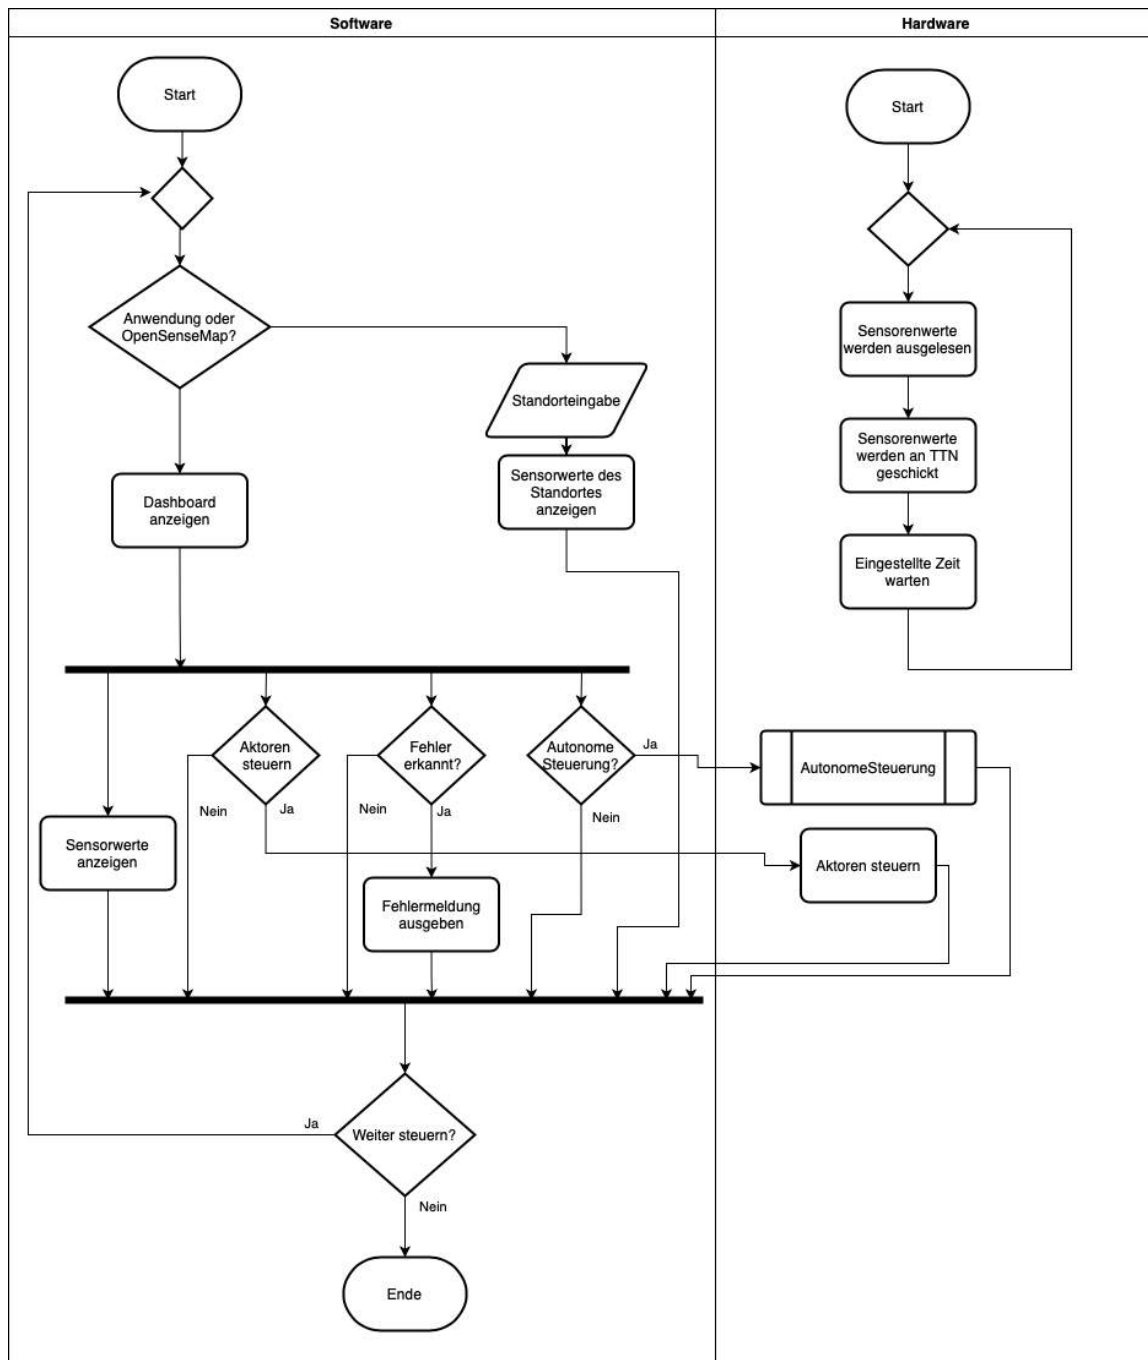 Software
Hardware
Start
Start
Anwendung oder
OpenSenseMap?
Sensorenwerte
werden ausgelesen
Standorteingabe
Sensorenwerte
werden an TTN
geschickt
Sensorwerte des
Standortes
anzeigen
Dashboard
anzeigen
Eingestellte Zeit
warten
Aktoren
steuern
Fehler
erkannt?
Autonome
Steuerung?
Ja
AutonomeSteuerung
Nein
Ja
Nein
Ja
Nein
Sensorwerte
anzeigen
Aktoren steuern
Fehlermeldung
ausgeben
Ja
Weiter steuern?
Nein
Ende